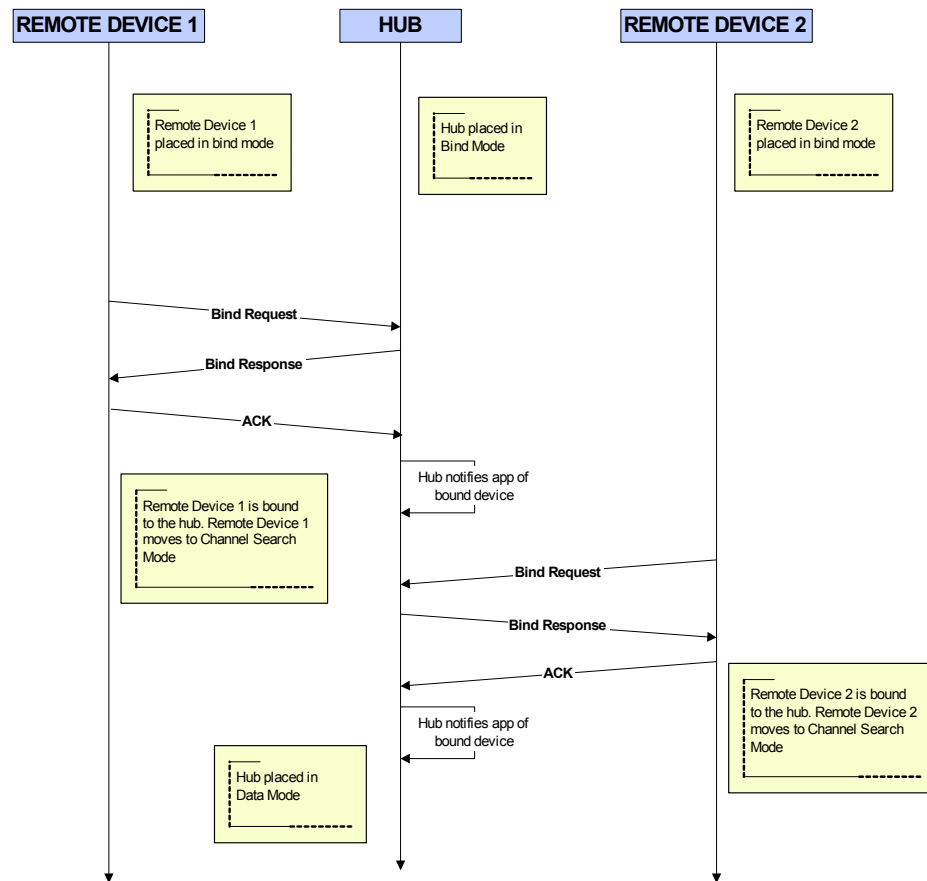 REMOTE DEVICE 1
HUB
REMOTE DEVICE 2
Remote Device 1
placed in bind mode
Hub placed in
Bind Mode
Remote Device 2
placed in bind mode
Bind Request
Bind Response
ACK
Hub notifies app of
bound device
Remote Device 1 is bound
to the hub. Remote Device 1
moves to Channel Search
Mode
Bind Request
Bind Response
ACK
Remote Device 2 is bound
to the hub. Remote Device 2
moves to Channel Search
Mode
Hub notifies app of
bound device
Hub placed in
Data Mode